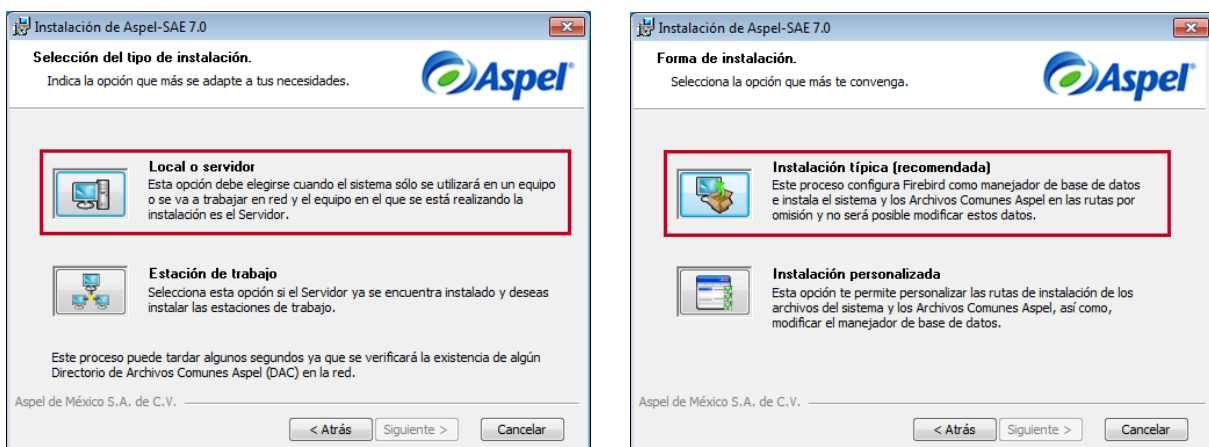 Instalación de Aspel-SAE 7.0
Selección del tipo de instalación.
Indica la opción que más se adapte a tus necesidades.
Aspel
Local o servidor
Esta opción debe elegirse cuando el sistema sólo se utilizará en un equipo
o se va a trabajar en red y el equipo en el que se está realizando la
instalación es el Servidor.
Estación de trabajo
Selecciona esta opción si el Servidor ya se encuentra instalado y deseas
instalar las estaciones de trabajo.
Este proceso puede tardar algunos segundos ya que se verificará la existencia de algún
Directorio de Archivos Comunes Aspel (DAC) en la red.
Aspel de México S.A. de C.V.
< Atrás
Siguiente >
Cancelar
Instalación de Aspel-SAE 7.0
Forma de instalación.
Selecciona la opción que más te convenga.
Aspel
Instalación típica (recomendada)
Este proceso configura Firebird como manejador de base de datos
e instala el sistema y los Archivos Comunes Aspel en las rutas por
omisión y no será posible modificar estos datos.
Instalación personalizada
Esta opción te permite personalizar las rutas de instalación de los
archivos del sistema y los Archivos Comunes Aspel, así como,
modificar el manejador de base de datos.
Aspel de México S.A. de C.V.
< Atrás
Siguiente >
Cancelar